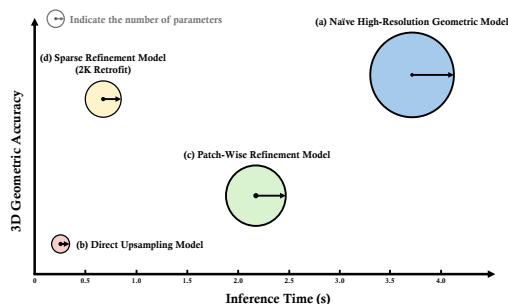 Indicate the number of parameters
(a) Naïve High-Resolution Geometric Model
(d) Sparse Refinement Model
(2K Retrofit)
(c) Patch-Wise Refinement Model
(b) Direct Upsampling Model
3D Geometric Accuracy
0
0.5
1.0
1.5
2.0
2.5
3.0
3.5
4.0
Inference Time (s)